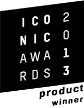 ICO 2
NIC 0
AWA 1
RDS 3
product
winner